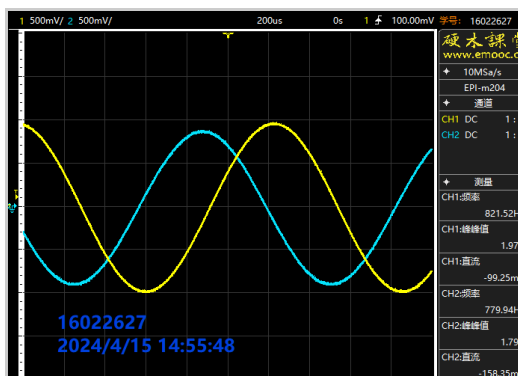 1 500mV/ 2 500mV/ 200us 0s 1 100.00mV 学号: 16022627
硬木課堂
www.emooc.c
10MSa/s
EPI-m204
通道
CH1 DC 1 :
CH2 DC 1 :
测量
CH1:频率
821.52H
CH1:峰峰值
1.97
CH1:直流
-99.25m
CH2:频率
779.94H
CH2:峰峰值
1.79
CH2:直流
-158.35m
16022627
2024/4/15 14:55:48